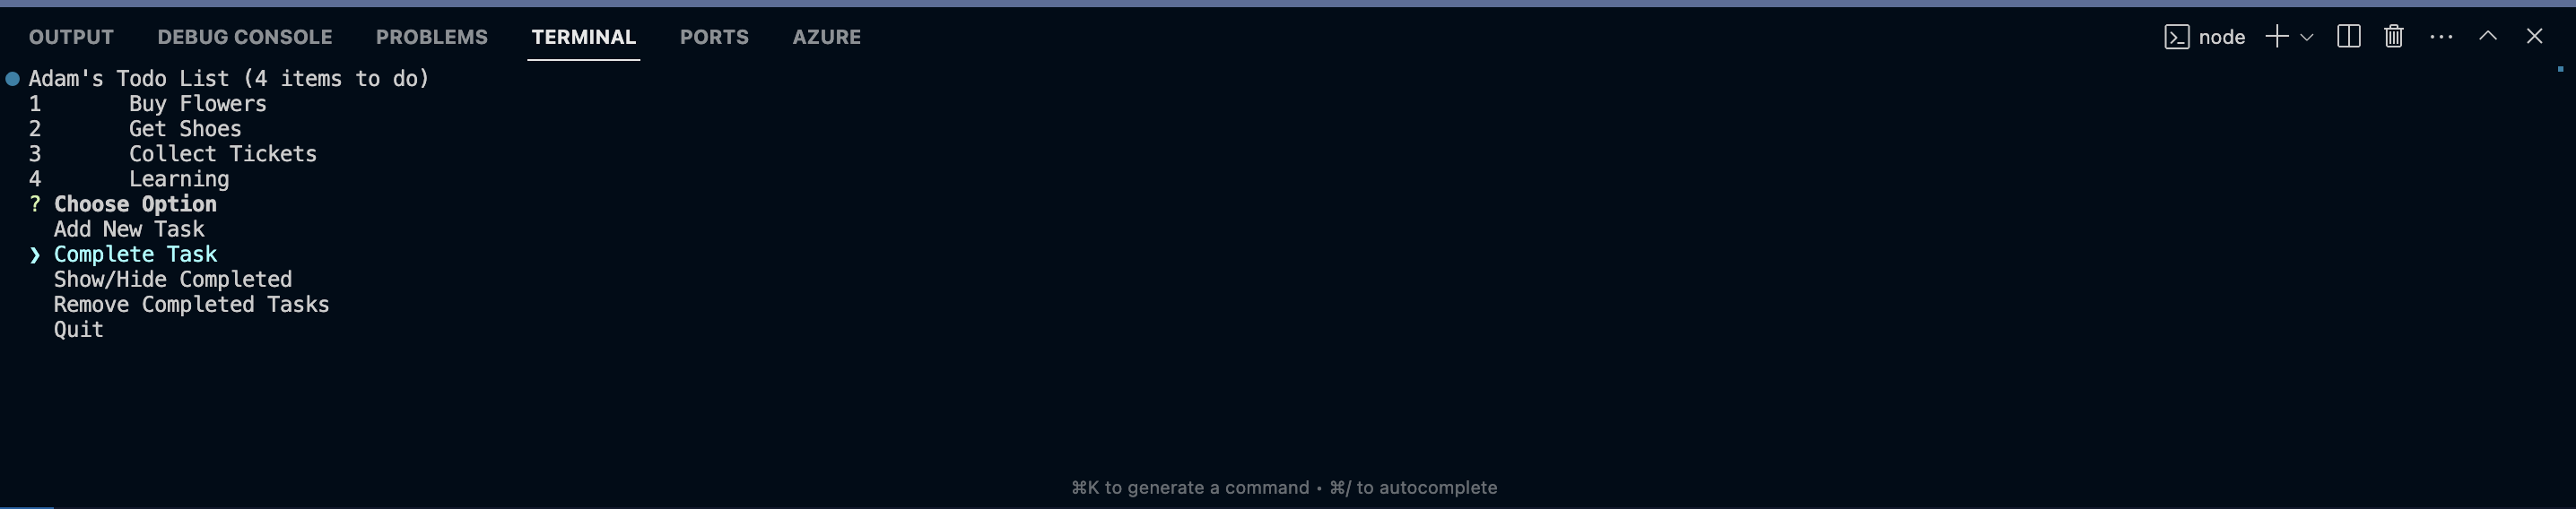 OUTPUT DEBUG CONSOLE PROBLEMS TERMINAL PORTS AZURE node
Adam's Todo List (4 items to do)
1 Buy Flowers
2 Get Shoes
3 Collect Tickets
4 Learning
? Choose Option
Add New Task
❯ Complete Task
Show/Hide Completed
Remove Completed Tasks
Quit
⌘K to generate a command • ⌘/ to autocomplete